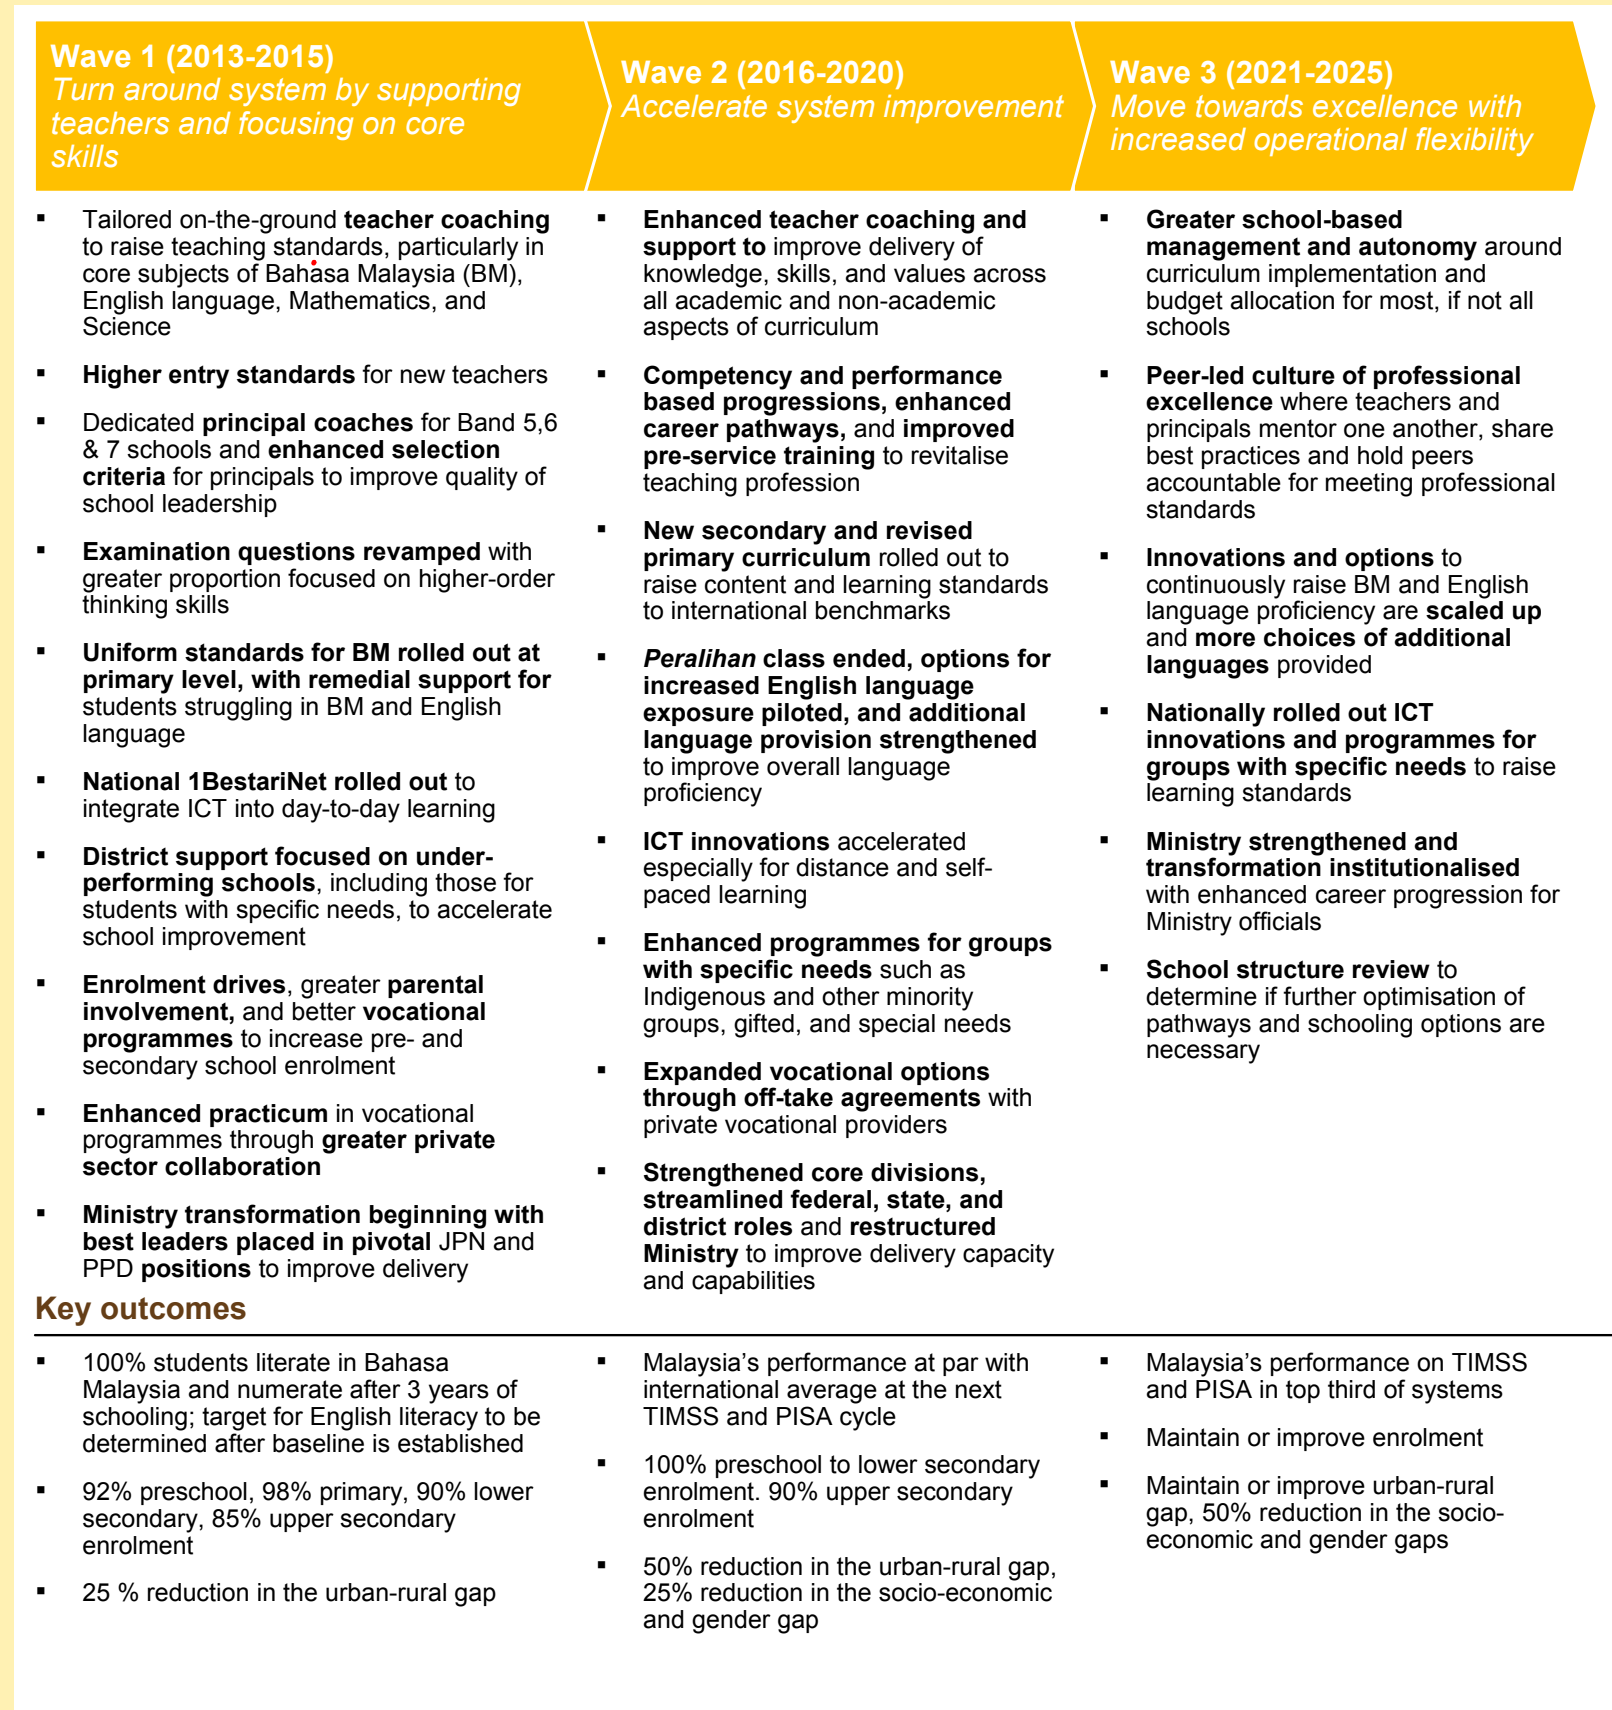 Wave 1 (2013-2015)
Turn around system by supporting
teachers and focusing on core
skills
Wave 2 (2016-2020)
Accelerate system improvement
Wave 3 (2021-2025)
Move towards excellence with
increased operational flexibility
▪ Tailored on-the-ground teacher coaching
to raise teaching standards, particularly in
core subjects of Bahasa Malaysia (BM),
English language, Mathematics, and
Science
▪ Higher entry standards for new teachers
▪ Dedicated principal coaches for Band 5,6
& 7 schools and enhanced selection
criteria for principals to improve quality of
school leadership
▪ Examination questions revamped with
greater proportion focused on higher-order
thinking skills
▪ Uniform standards for BM rolled out at
primary level, with remedial support for
students struggling in BM and English
language
▪ National 1BestariNet rolled out to
integrate ICT into day-to-day learning
▪ District support focused on under-
performing schools, including those for
students with specific needs, to accelerate
school improvement
▪ Enrolment drives, greater parental
involvement, and better vocational
programmes to increase pre- and
secondary school enrolment
▪ Enhanced practicum in vocational
programmes through greater private
sector collaboration
▪ Ministry transformation beginning with
best leaders placed in pivotal JPN and
PPD positions to improve delivery
▪ Enhanced teacher coaching and
support to improve delivery of
knowledge, skills, and values across
all academic and non-academic
aspects of curriculum
▪ Competency and performance
based progressions, enhanced
career pathways, and improved
pre-service training to revitalise
teaching profession
▪ New secondary and revised
primary curriculum rolled out to
raise content and learning standards
to international benchmarks
▪ Peralihan class ended, options for
increased English language
exposure piloted, and additional
language provision strengthened
to improve overall language
proficiency
▪ ICT innovations accelerated
especially for distance and self-
paced learning
▪ Enhanced programmes for groups
with specific needs such as
Indigenous and other minority
groups, gifted, and special needs
▪ Expanded vocational options
through off-take agreements with
private vocational providers
▪ Strengthened core divisions,
streamlined federal, state, and
district roles and restructured
Ministry to improve delivery capacity
and capabilities
▪ Greater school-based
management and autonomy around
curriculum implementation and
budget allocation for most, if not all
schools
▪ Peer-led culture of professional
excellence where teachers and
principals mentor one another, share
best practices and hold peers
accountable for meeting professional
standards
▪ Innovations and options to
continuously raise BM and English
language proficiency are scaled up
and more choices of additional
languages provided
▪ Nationally rolled out ICT
innovations and programmes for
groups with specific needs to raise
learning standards
▪ Ministry strengthened and
transformation institutionalised
with enhanced career progression for
Ministry officials
▪ School structure review to
determine if further optimisation of
pathways and schooling options are
necessary
Key outcomes
▪ 100% students literate in Bahasa
Malaysia and numerate after 3 years of
schooling; target for English literacy to be
determined after baseline is established
▪ 92% preschool, 98% primary, 90% lower
secondary, 85% upper secondary
enrolment
▪ 25 % reduction in the urban-rural gap
▪ Malaysia’s performance at par with
international average at the next
TIMSS and PISA cycle
▪ 100% preschool to lower secondary
enrolment. 90% upper secondary
enrolment
▪ 50% reduction in the urban-rural gap,
25% reduction in the socio-economic
and gender gap
▪ Malaysia’s performance on TIMSS
and PISA in top third of systems
▪ Maintain or improve enrolment
▪ Maintain or improve urban-rural
gap, 50% reduction in the socio-
economic and gender gaps